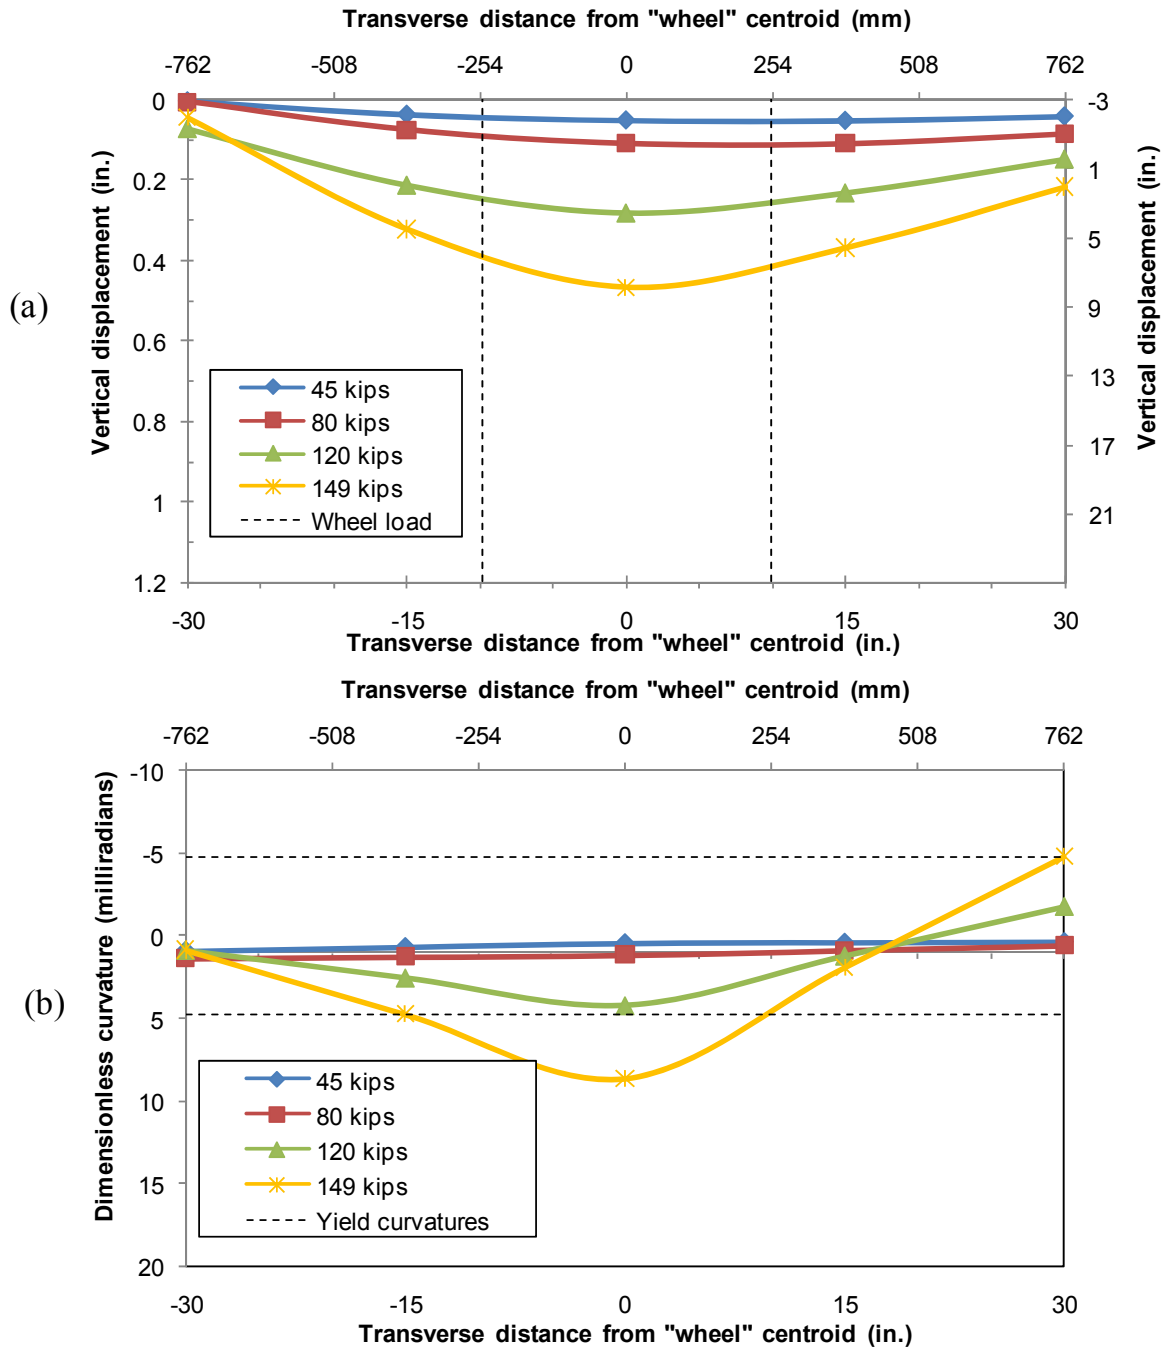 Transverse distance from "wheel" centroid (mm)
-762 -508 -254 0 254 508 762
(a)
Vertical displacement (in.)
0
0.2
0.4
0.6
0.8
1
1.2
-3
1
5
9
13
17
21
Vertical displacement (in.)
45 kips
80 kips
120 kips
149 kips
Wheel load
-30 -15 0 15 30
Transverse distance from "wheel" centroid (in.)
Transverse distance from "wheel" centroid (mm)
-762 -508 -254 0 254 508 762
(b)
Dimensionless curvature (milliradians)
-10
-5
0
5
10
15
20
45 kips
80 kips
120 kips
149 kips
Yield curvatures
-30 -15 0 15 30
Transverse distance from "wheel" centroid (in.)